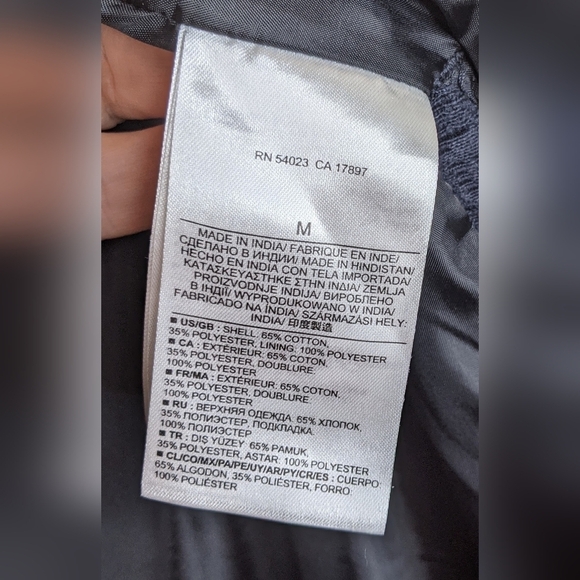 RN 54023 CA 17897
M
MADE IN INDIA/ FABRIQUE EN INDE/
СДЕЛАНО В ИНДИИ/ MADE IN HINDISTAN/
HECHO EN INDIA CON TELA IMPORTADA/
ΚΑΤΑΣΚΕΥΑΣΤΗΚΕ ΣΤΗΝ ΙΝΔΙΑ/ ZEMLJA
PROIZVODNJE INDIJA/ ВИРОБЛЕНО
В ІНДІЇ/ WYPRODUKOWANO W INDIA/
FABRICADO NA INDIA/ SZÁRMAZÁSI HELY:
INDIA/ 印度製造
■ US/GB : SHELL: 65% COTTON,
35% POLYESTER, LINING: 100% POLYESTER
■ CA : EXTÉRIEUR: 65% COTON,
35% POLYESTER, DOUBLURE:
100% POLYESTER
■ FR/MA : EXTÉRIEUR: 65% COTON,
35% POLYESTER, DOUBLURE:
100% POLYESTER
■ RU : ВЕРХНЯЯ ОДЕЖДА: 65% ХЛОПОК,
35% ПОЛИЭСТЕР, ПОДКЛАДКА:
100% ПОЛИЭСТЕР
■ TR : DIŞ YÜZEY: 65% PAMUK,
35% POLYESTER, ASTAR: 100% POLYESTER
■ CL/CO/MX/PA/PE/UY/AR/PY/CR/ES : CUERPO:
65% ALGODON, 35% POLIÉSTER, FORRO:
100% POLIÉSTER